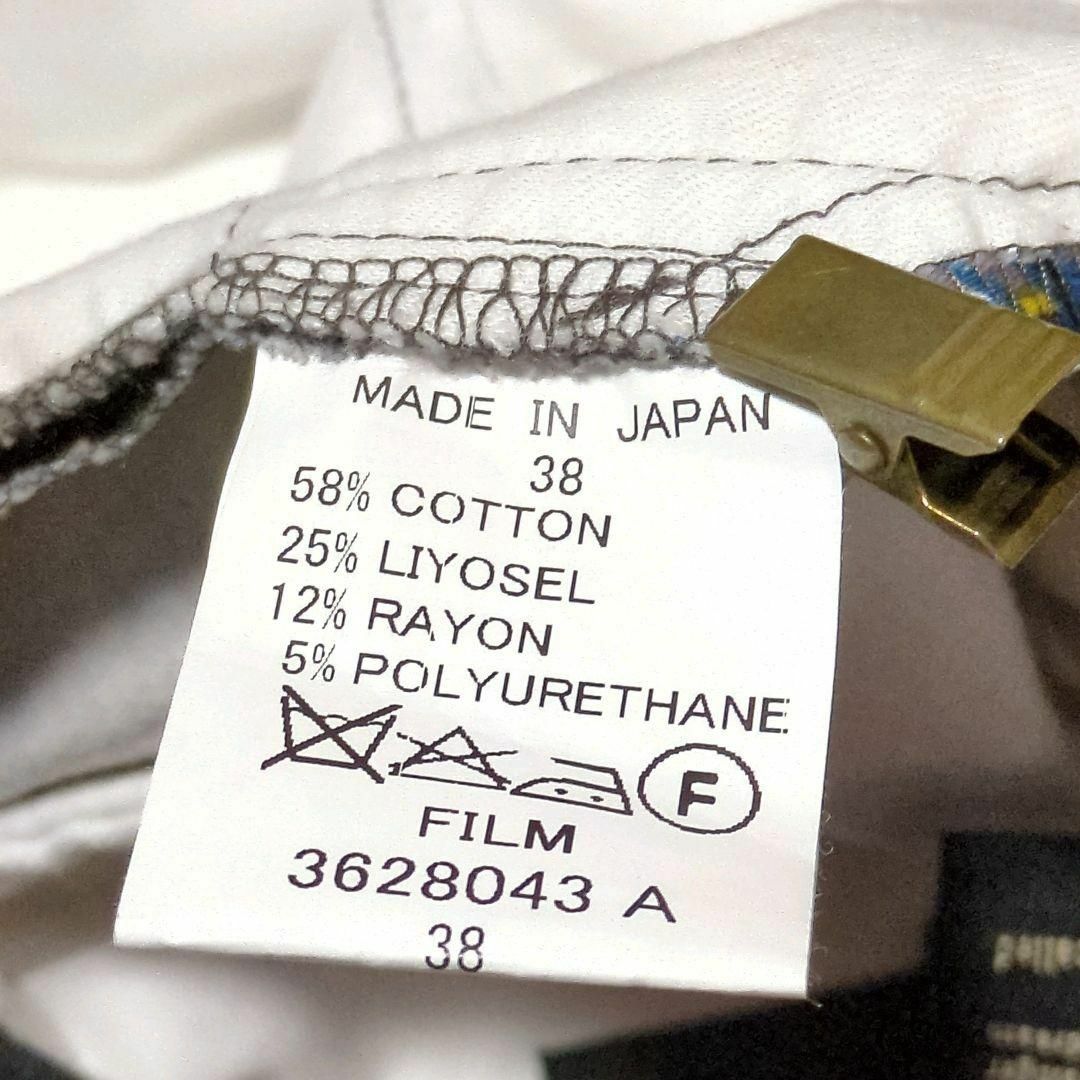 MADE IN JAPAN
38
58% COTTON
25% LIYOSEL
12% RAYON
5% POLYURETHANE
F
FILM
3628043 A
38